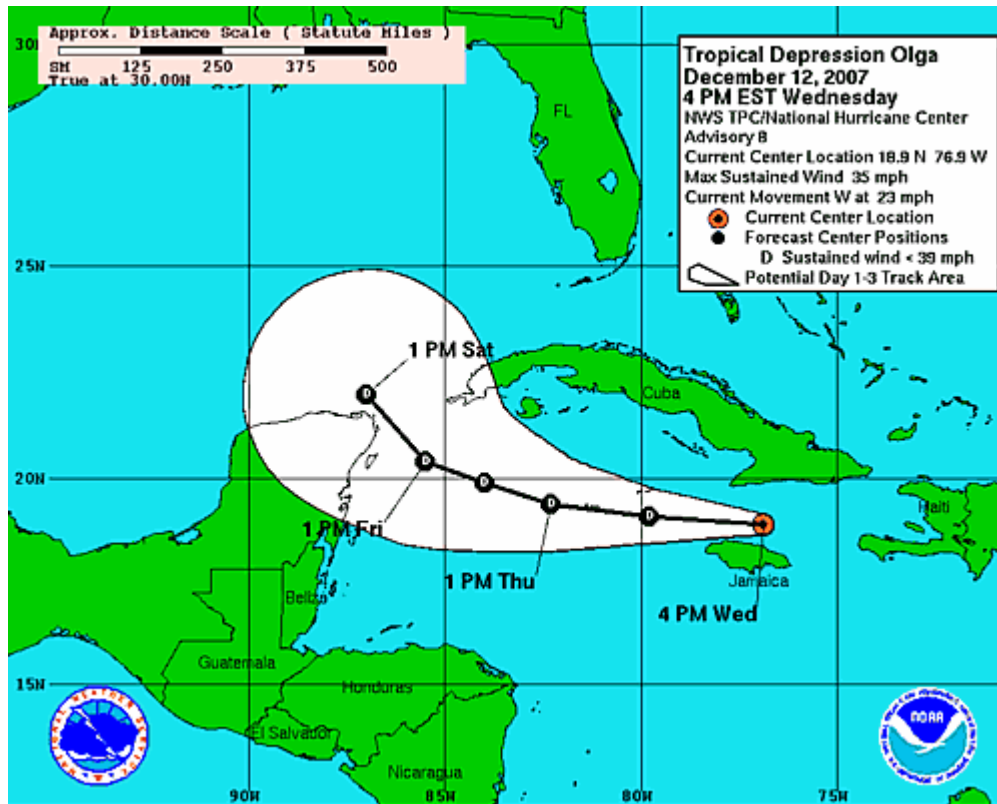 Approx. Distance Scale ( Statute Miles )
SM 125 250 375 500
True at 30.00N
Tropical Depression Olga
December 12, 2007
4 PM EST Wednesday
NWS TPC/National Hurricane Center
Advisory 8
Current Center Location 18.9 N 76.9 W
Max Sustained Wind 35 mph
Current Movement W at 23 mph
Current Center Location
Forecast Center Positions
D Sustained wind < 39 mph
Potential Day 1-3 Track Area
30N
FL
25N
1 PM Sat
D
Cuba
D
D
20N
D
D
Haiti
1 PM Fri
1 PM Thu
Jamaica
Belize
4 PM Wed
Guatemala
15N
Honduras
NATIONAL WEATHER SERVICE
NOAA
El Salvador
Nicaragua
90W 85W 80W 75W